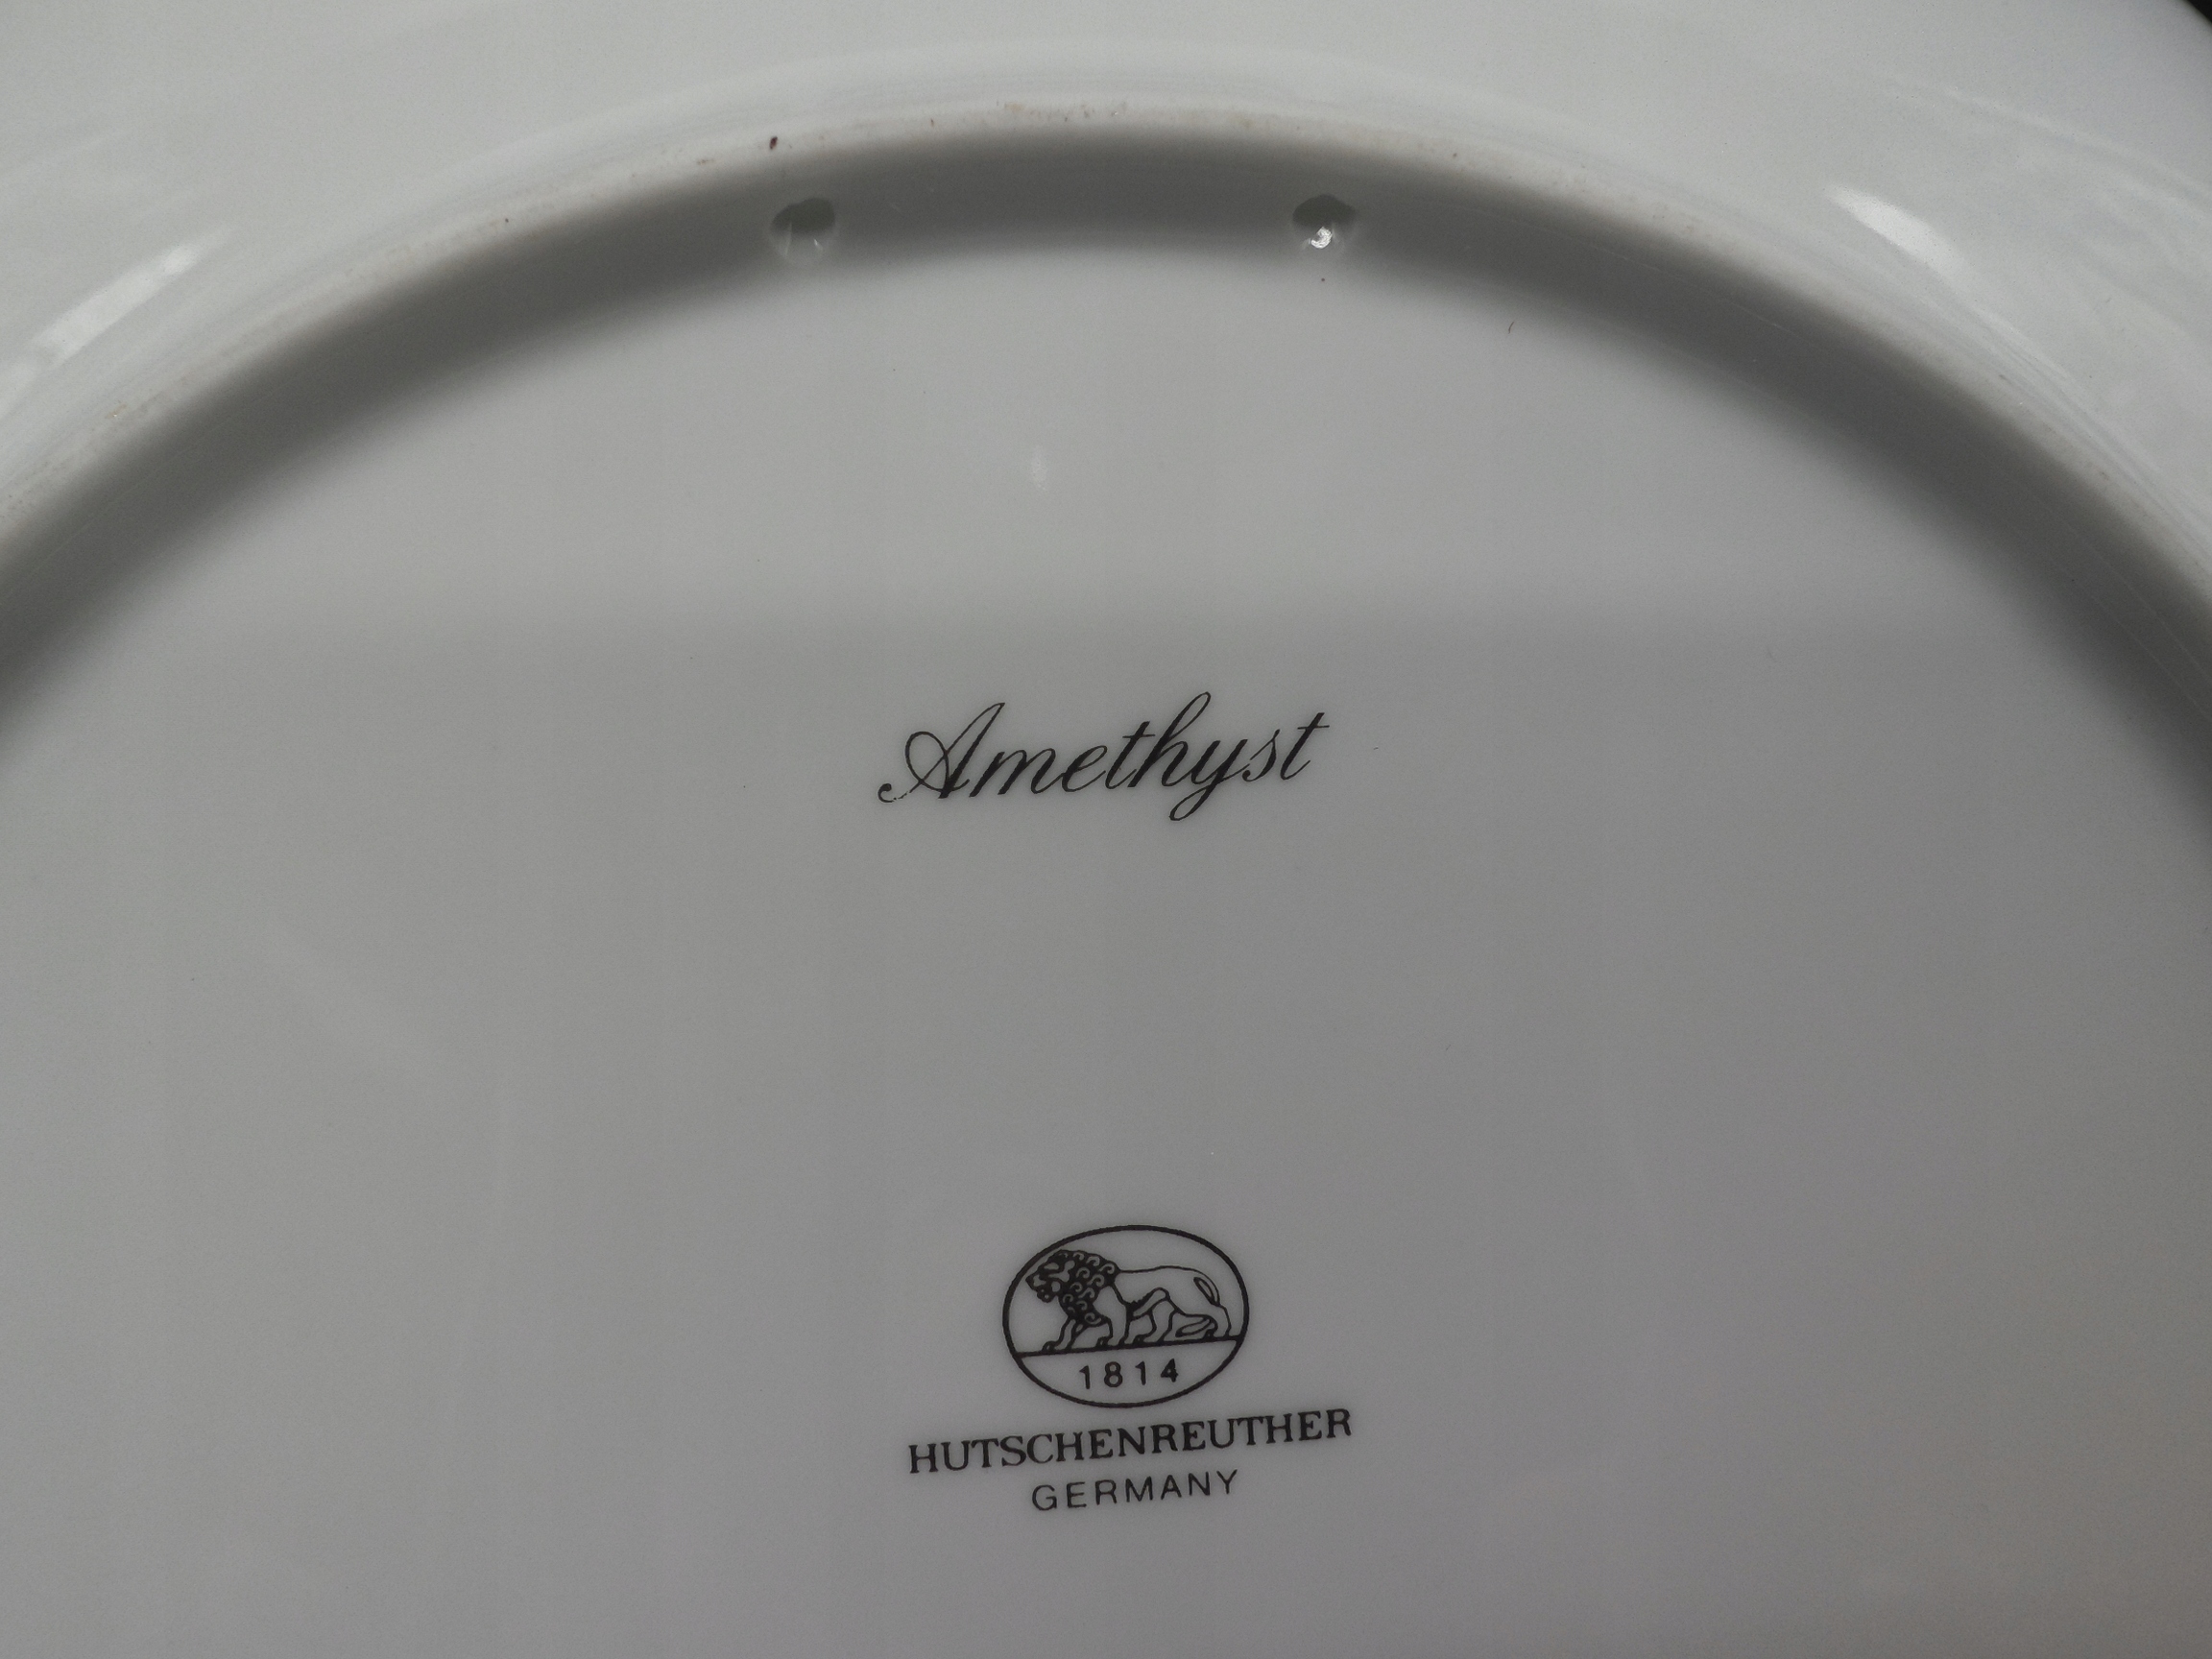 Amethyst
1814
HUTSCHENREUTHER
GERMANY